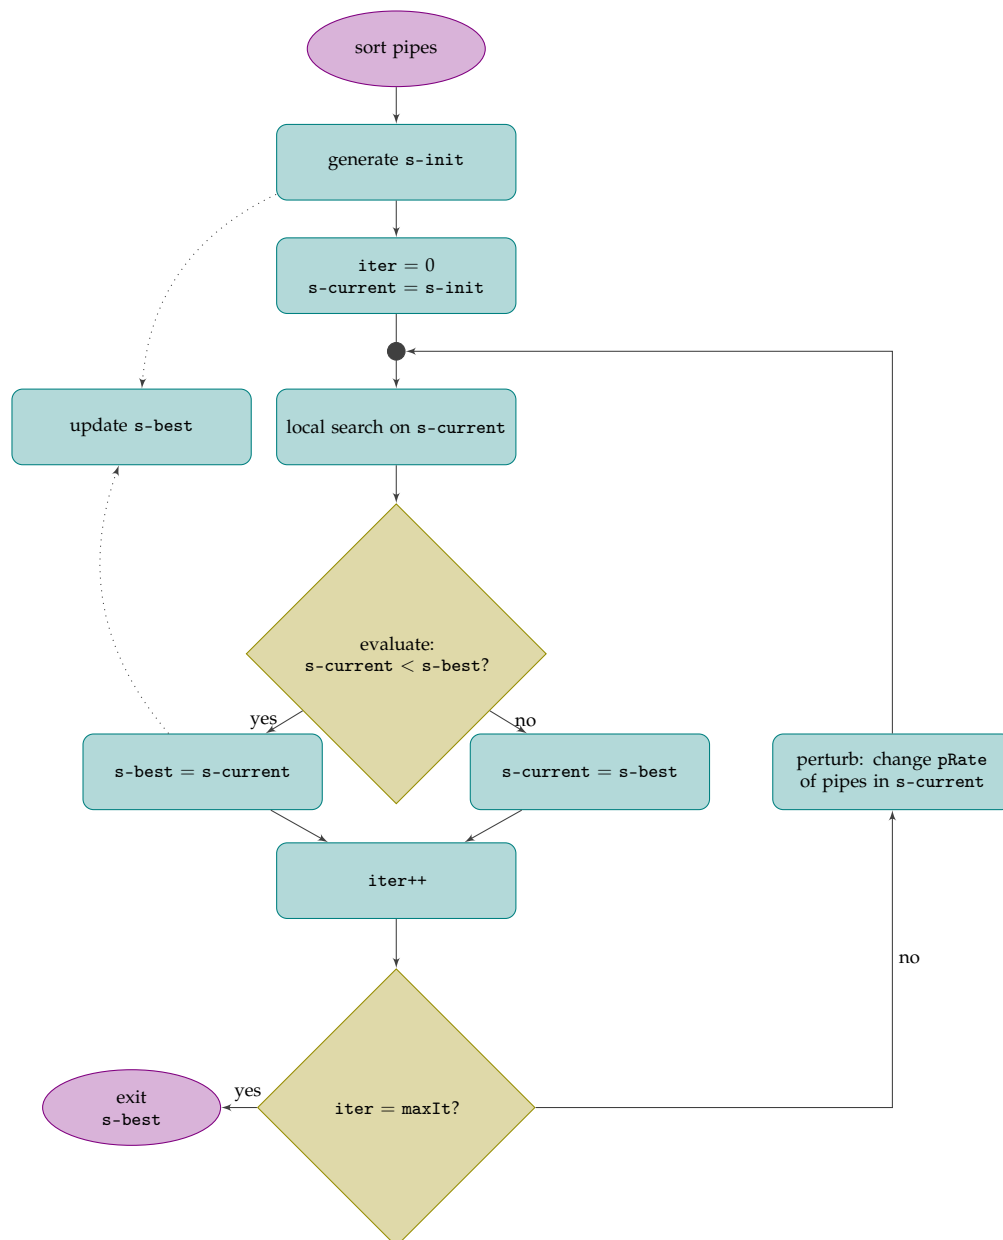 sort pipes
generate s-init
iter = 0
s-current = s-init
update s-best
local search on s-current
evaluate:
s-current < s-best?
yes
no
s-best = s-current
s-current = s-best
perturb: change pRate
of pipes in s-current
iter++
no
exit
s-best
yes
iter = maxIt?